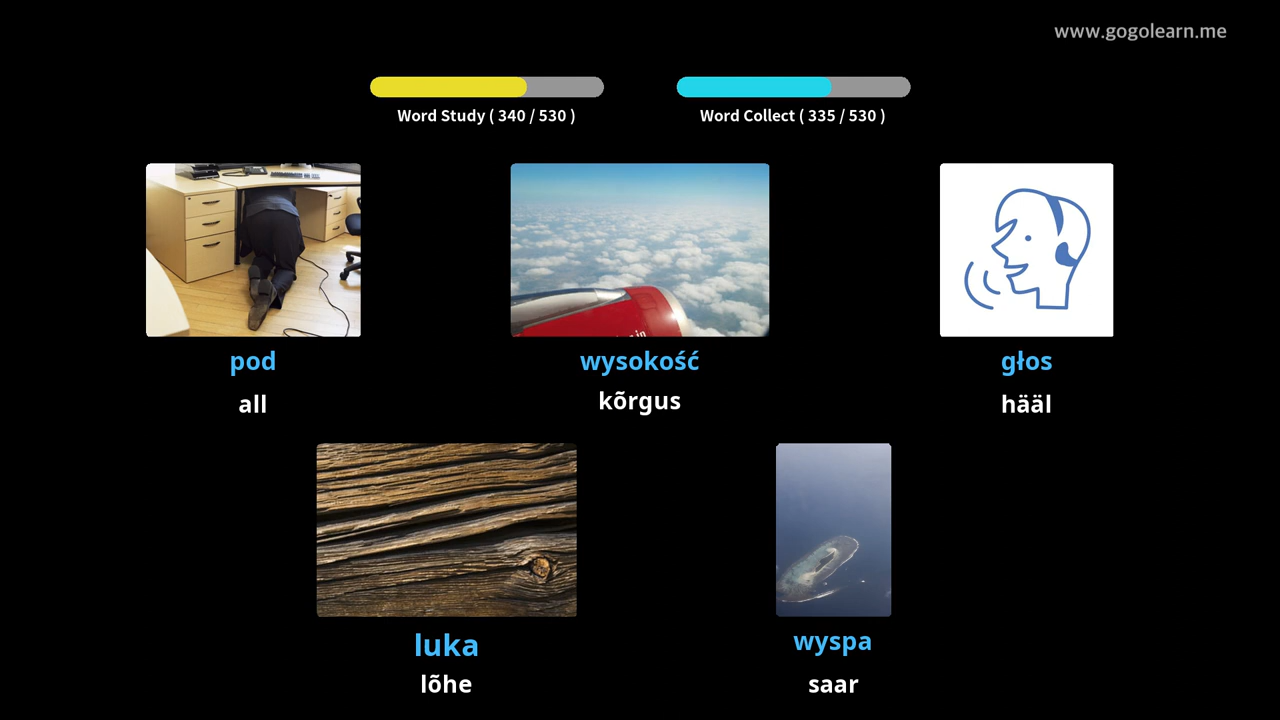 www.gogolearn.me
Word Study ( 340 / 530 )
Word Collect ( 335 / 530 )
pod
all
wysokość
kõrgus
głos
hääl
luka
lõhe
wyspa
saar